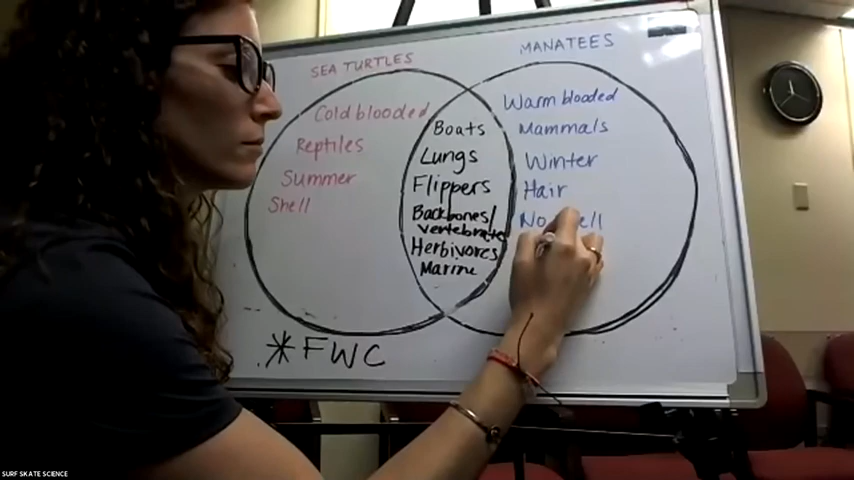 SEA TURTLES
Cold blooded
Reptiles
Summer
Shell
Boats
Lungs
Flippers
Backbones/
vertebrates
Herbivores
Marine
MANATEES
Warm blooded
Mammals
Winter
Hair
No
*FWC
SURF SKATE SCIENCE